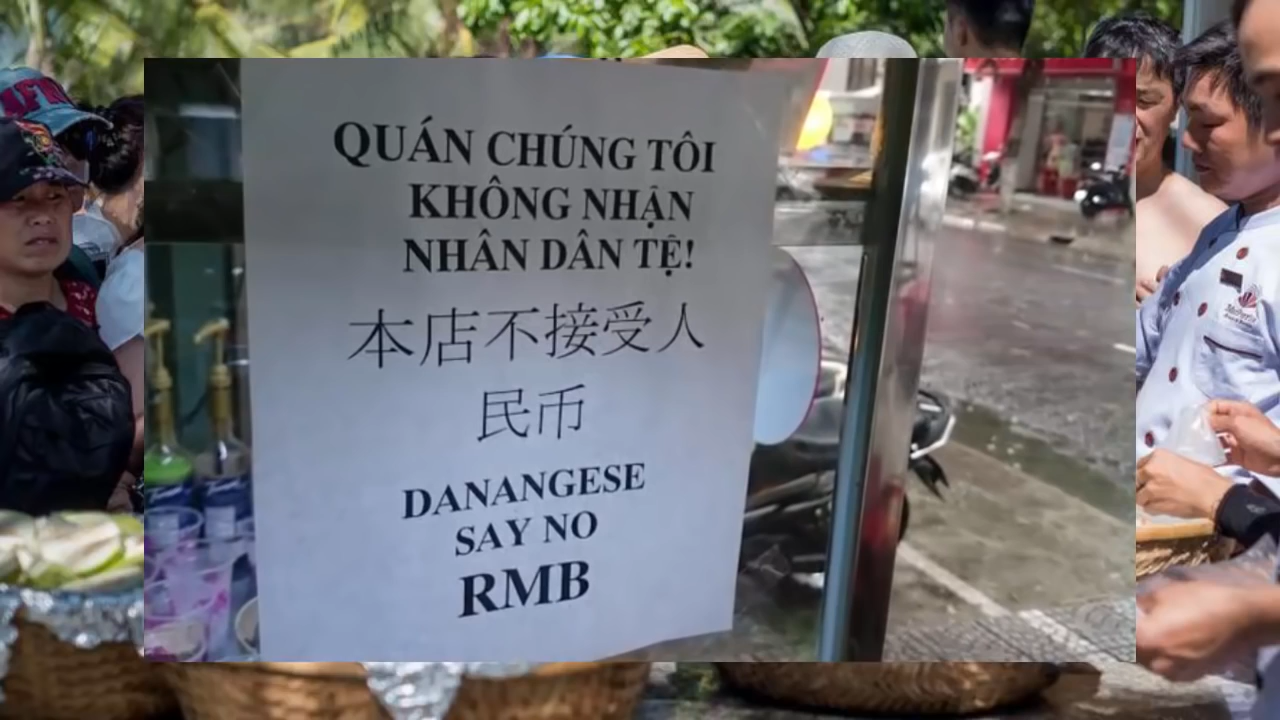 QUÁN CHÚNG TÔI
KHÔNG NHẬN
NHÂN DÂN TỆ!
本店不接受人
民币
DANANGESE
SAY NO
RMB